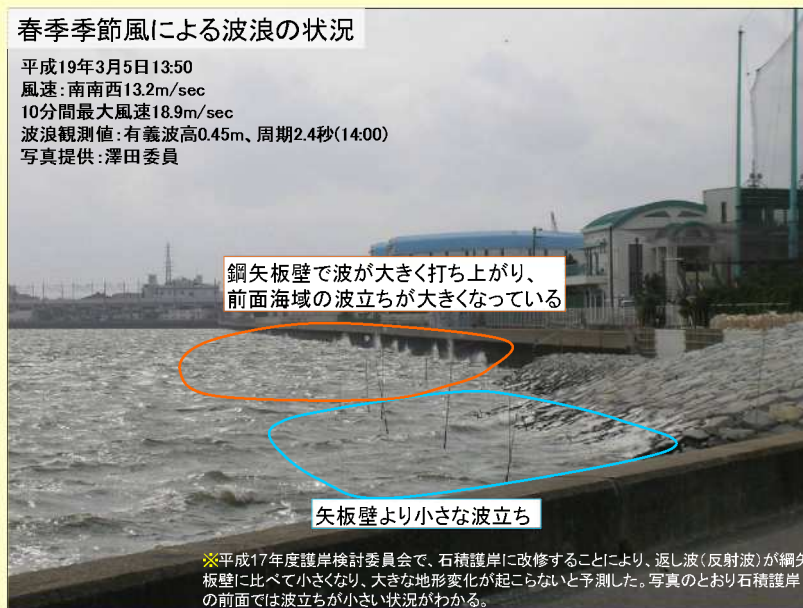 春季季節風による波浪の状況
平成19年3月5日13:50
風速:南南西13.2m/sec
10分間最大風速18.9m/sec
波浪観測値:有義波高0.45m、周期2.4秒(14:00)
写真提供:澤田委員
鋼矢板壁で波が大きく打ち上がり、
前面海域の波立ちが大きくなっている
矢板壁より小さな波立ち
※平成17年度護岸検討委員会で、石積護岸に改修することにより、返し波(反射波)が綱矢
板壁に比べて小さくなり、大きな地形変化が起こらないと予測した。写真のとおり石積護岸
の前面では波立ちが小さい状況がわかる。